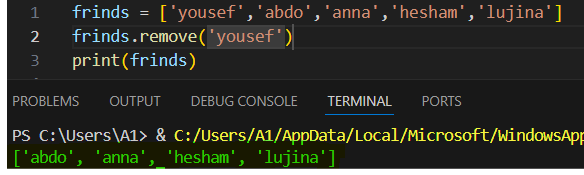 1 frinds = ['yousef','abdo','anna','hesham','lujina']
2 frinds.remove('yousef')
3 print(frinds)
PROBLEMS OUTPUT DEBUG CONSOLE TERMINAL PORTS
PS C:\Users\A1> & C:/Users/A1/AppData/Local/Microsoft/WindowsApp
['abdo', 'anna', 'hesham', 'lujina']